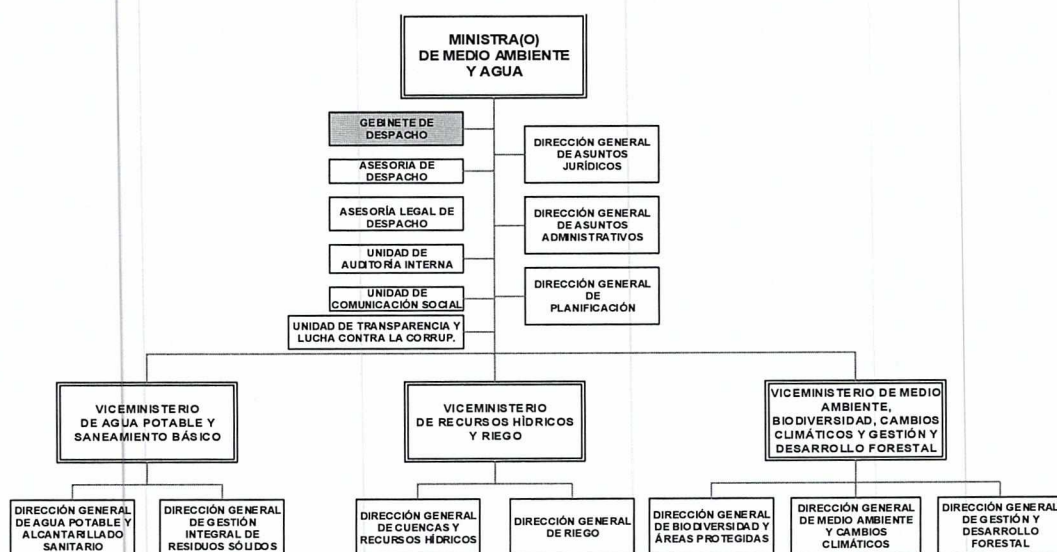 MINISTRA(O)
DE MEDIO AMBIENTE
Y AGUA
GEBINETE DE
DESPACHO
DIRECCIÓN GENERAL
DE ASUNTOS
JURÍDICOS
ASESORIA DE
DESPACHO
ASESORÍA LEGAL DE
DESPACHO
DIRECCIÓN GENERAL
DE ASUNTOS
ADMINISTRATIVOS
UNIDAD DE
AUDITORÍA INTERNA
UNIDAD DE
COMUNICACIÓN SOCIAL
DIRECCIÓN GENERAL
DE
PLANIFICACIÓN
UNIDAD DE TRANSPARENCIA Y
LUCHA CONTRA LA CORRUP.
VICEMINISTERIO
DE AGUA POTABLE Y
SANEAMIENTO BÁSICO
VICEMINISTERIO
DE RECURSOS HÌDRICOS
Y RIEGO
VICEMINISTERIO DE MEDIO
AMBIENTE,
BIODIVERSIDAD, CAMBIOS
CLIMÁTICOS Y GESTIÓN Y
DESARROLLO FORESTAL
DIRECCIÓN GENERAL
DE AGUA POTABLE Y
ALCANTARILLADO
SANITARIO
DIRECCIÓN GENERAL
DE GESTIÓN
INTEGRAL DE
RESIDUOS SÓLIDOS
DIRECCIÓN GENERAL
DE CUENCAS Y
RECURSOS HÍDRICOS
DIRECCIÓN GENERAL
DE RIEGO
DIRECCIÓN GENERAL
DE BIODIVERSIDAD Y
ÁREAS PROTEGIDAS
DIRECCIÓN GENERAL
DE MEDIO AMBIENTE
Y CAMBIOS
CLIMÁTICOS
DIRECCIÓN GENERAL
DE GESTIÓN Y
DESARROLLO
FORESTAL